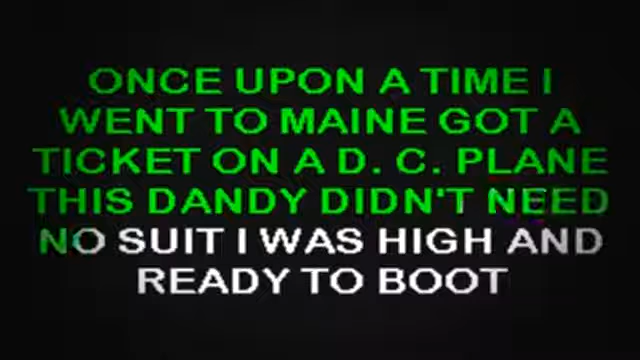 ONCE UPON A TIME I
WENT TO MAINE GOT A
TICKET ON A D. C. PLANE
THIS DANDY DIDN'T NEED
NO SUIT I WAS HIGH AND
READY TO BOOT